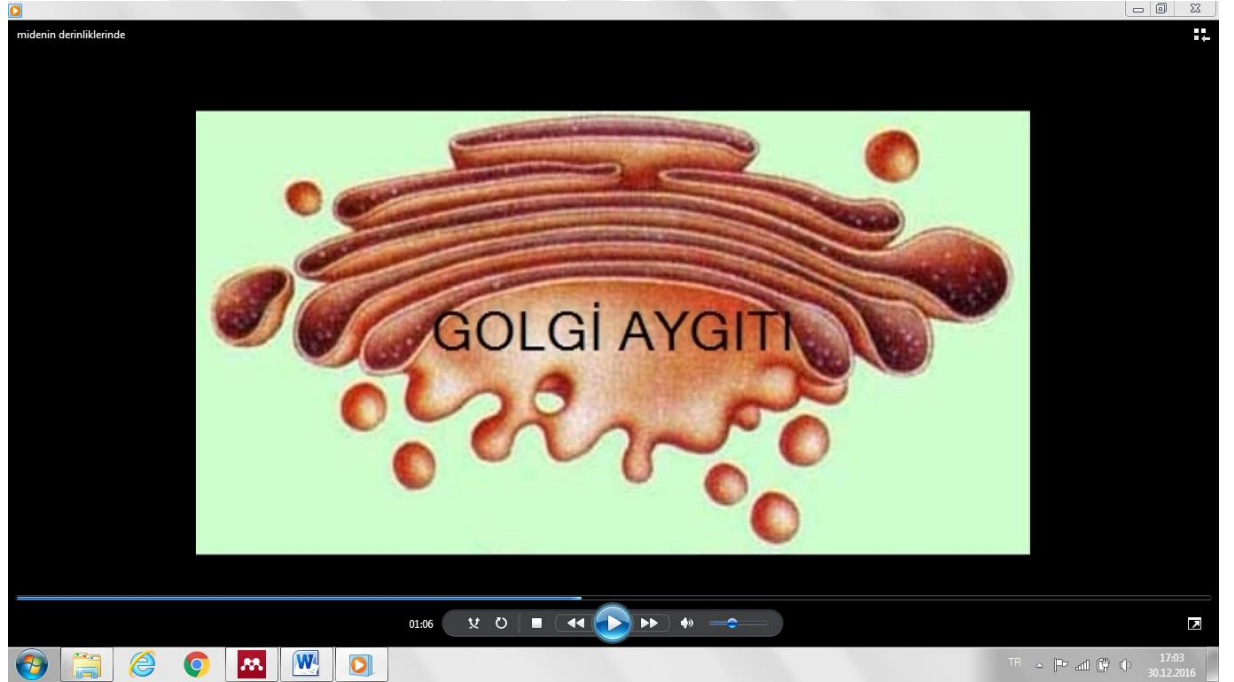 midenin derinliklerinde
GOLGİ AYGITI
01:06
TR
17:03
30.12.2016